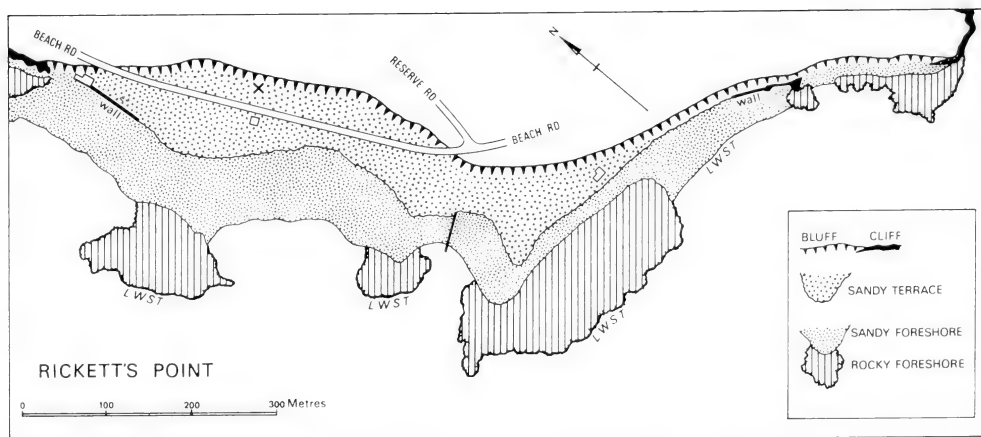 BEACH RD
RESERVE RD
BEACH RD
N
wall
wall
LWST
LWST
LWST
LWST
BLUFF CLIFF
SANDY TERRACE
SANDY FORESHORE
ROCKY FORESHORE
RICKETT'S POINT
0 100 200 300 Metres